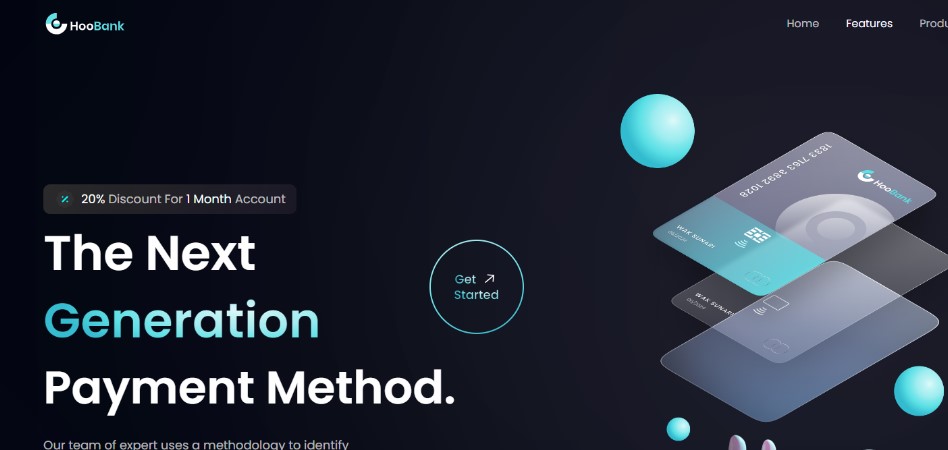 HooBank
Home Features Produ
20% Discount For 1 Month Account
The Next
Generation
Payment Method.
Get
Started
Our team of expert uses a methodology to identify
1833 7163 3892 1028
HooBank
WAK SUNARI
WAK SUNARI